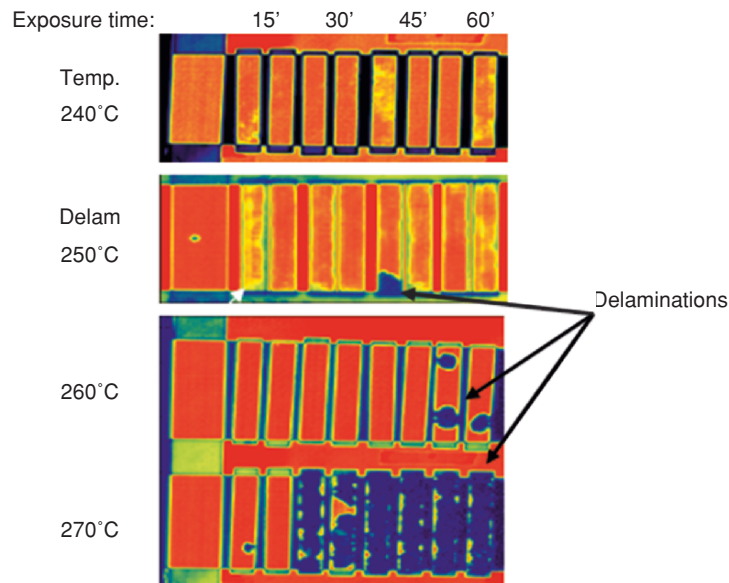 Exposure time: 15’ 30’ 45’ 60’
Temp.
240˚C
Delam
250˚C
Delaminations
260˚C
270˚C